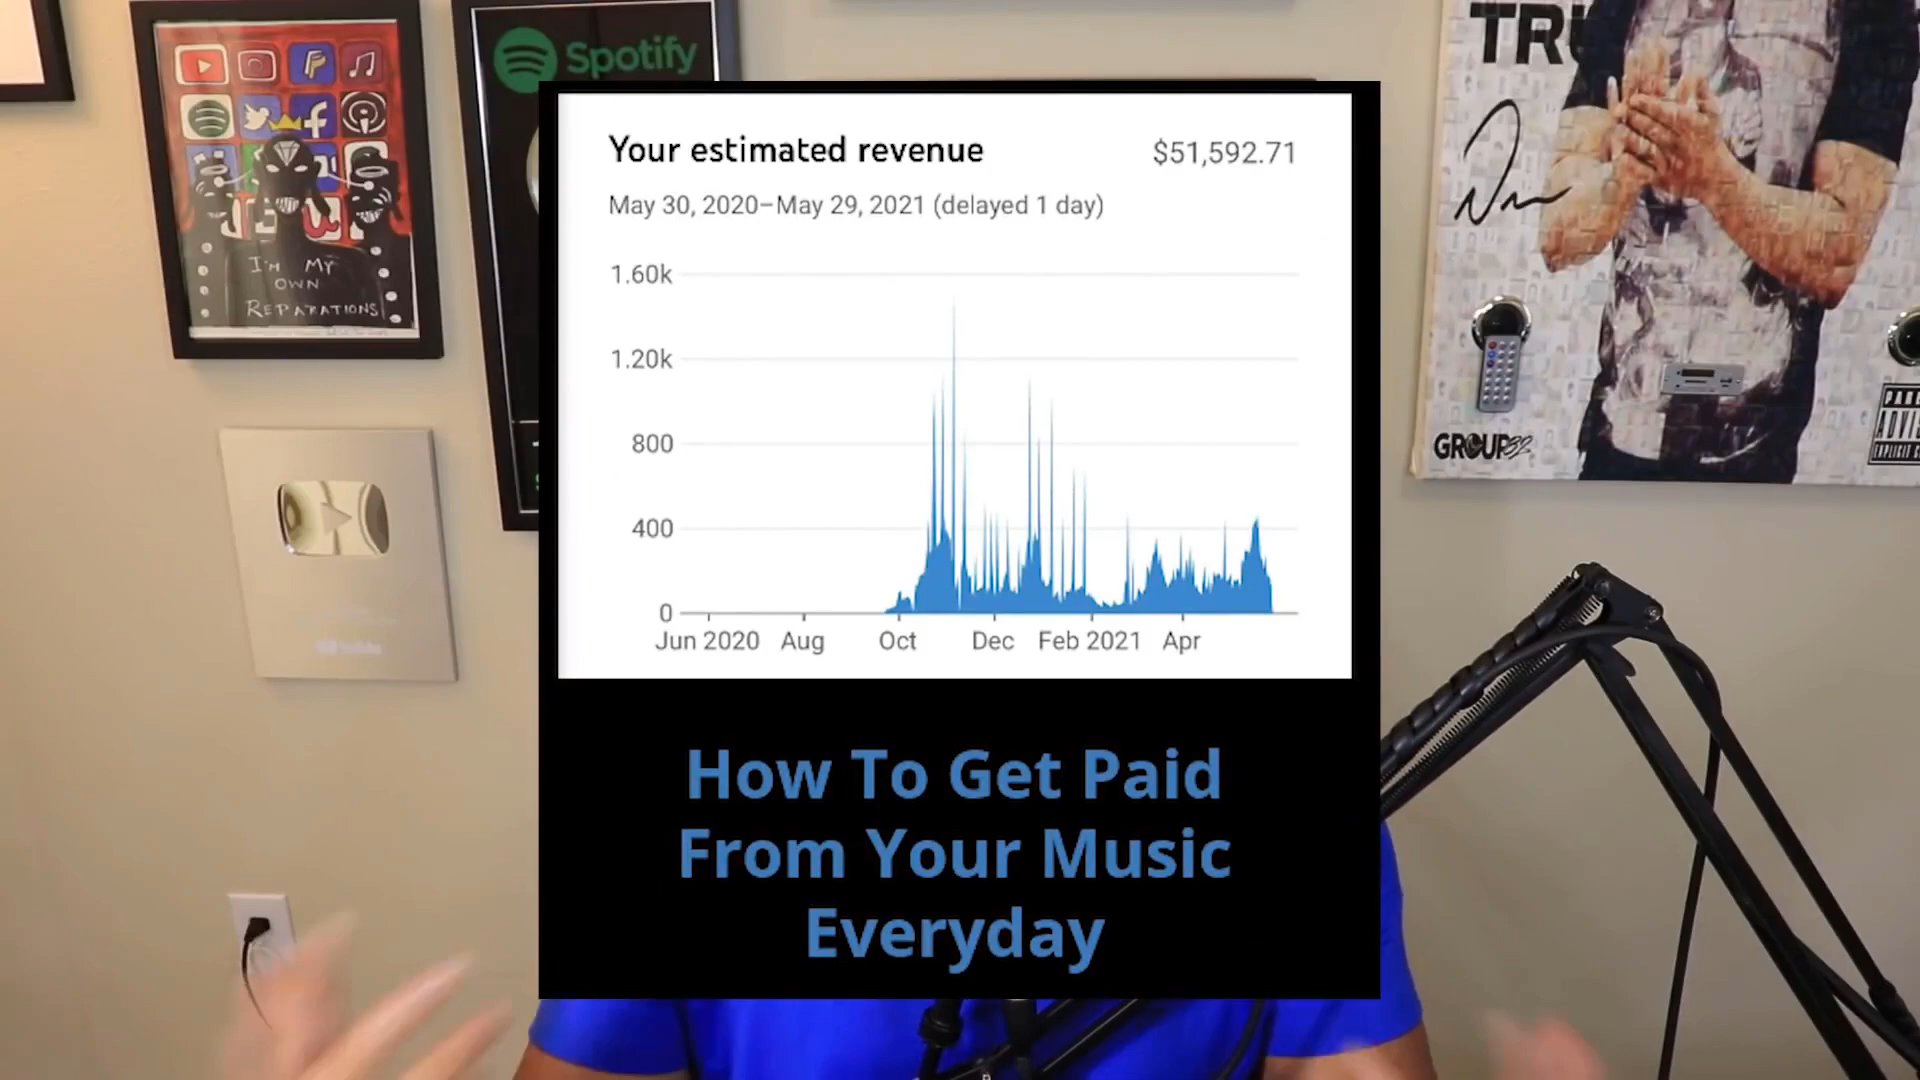 Spotify
I'M MY
OWN
REPARATIONS
TRU
GROUP32
Your estimated revenue
$51,592.71
May 30, 2020–May 29, 2021 (delayed 1 day)
1.60k
1.20k
800
400
0
Jun 2020 Aug Oct Dec Feb 2021 Apr
How To Get Paid
From Your Music
Everyday